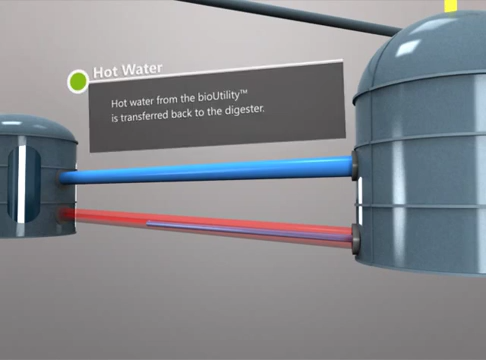 Hot Water
Hot water from the bioUtility™
is transferred back to the digester.